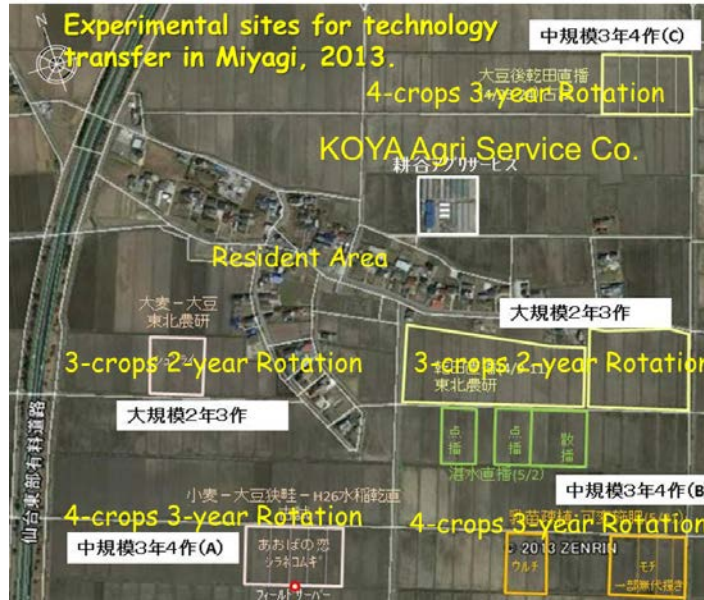 Experimental sites for technology
transfer in Miyagi, 2013.
中規模3年4作(C)
大豆後乾田直播
4-crops 3-year Rotation
KOYA Agri Service Co.
耕谷アグリサービス
Resident Area
大麦－大豆
東北農研
大規模2年3作
3-crops 2-year Rotation
3-crops 2-year Rotation
東北農研
大規模2年3作
点播
点播
散播
湛水直播(5/2)
仙台東部有料道路
小麦－大豆狭畦－H26水稲乾直
中規模3年4作(B
4-crops 3-year Rotation
4-crops 3-year Rotation
中規模3年4作(A)
あおばの恋
シラネコムギ
© 2013 ZENRIN
ウルチ
モチ
一部無代掻き
フィールドサーバー
N